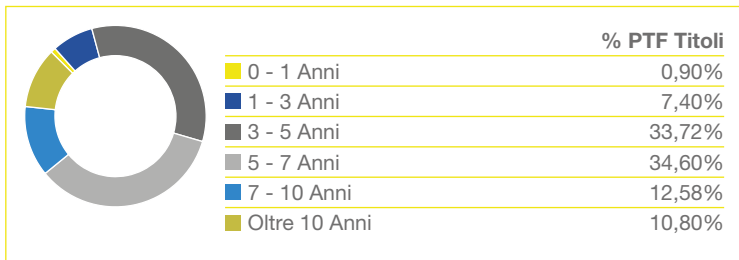 % PTF Titoli
0 - 1 Anni 0,90%
1 - 3 Anni 7,40%
3 - 5 Anni 33,72%
5 - 7 Anni 34,60%
7 - 10 Anni 12,58%
Oltre 10 Anni 10,80%